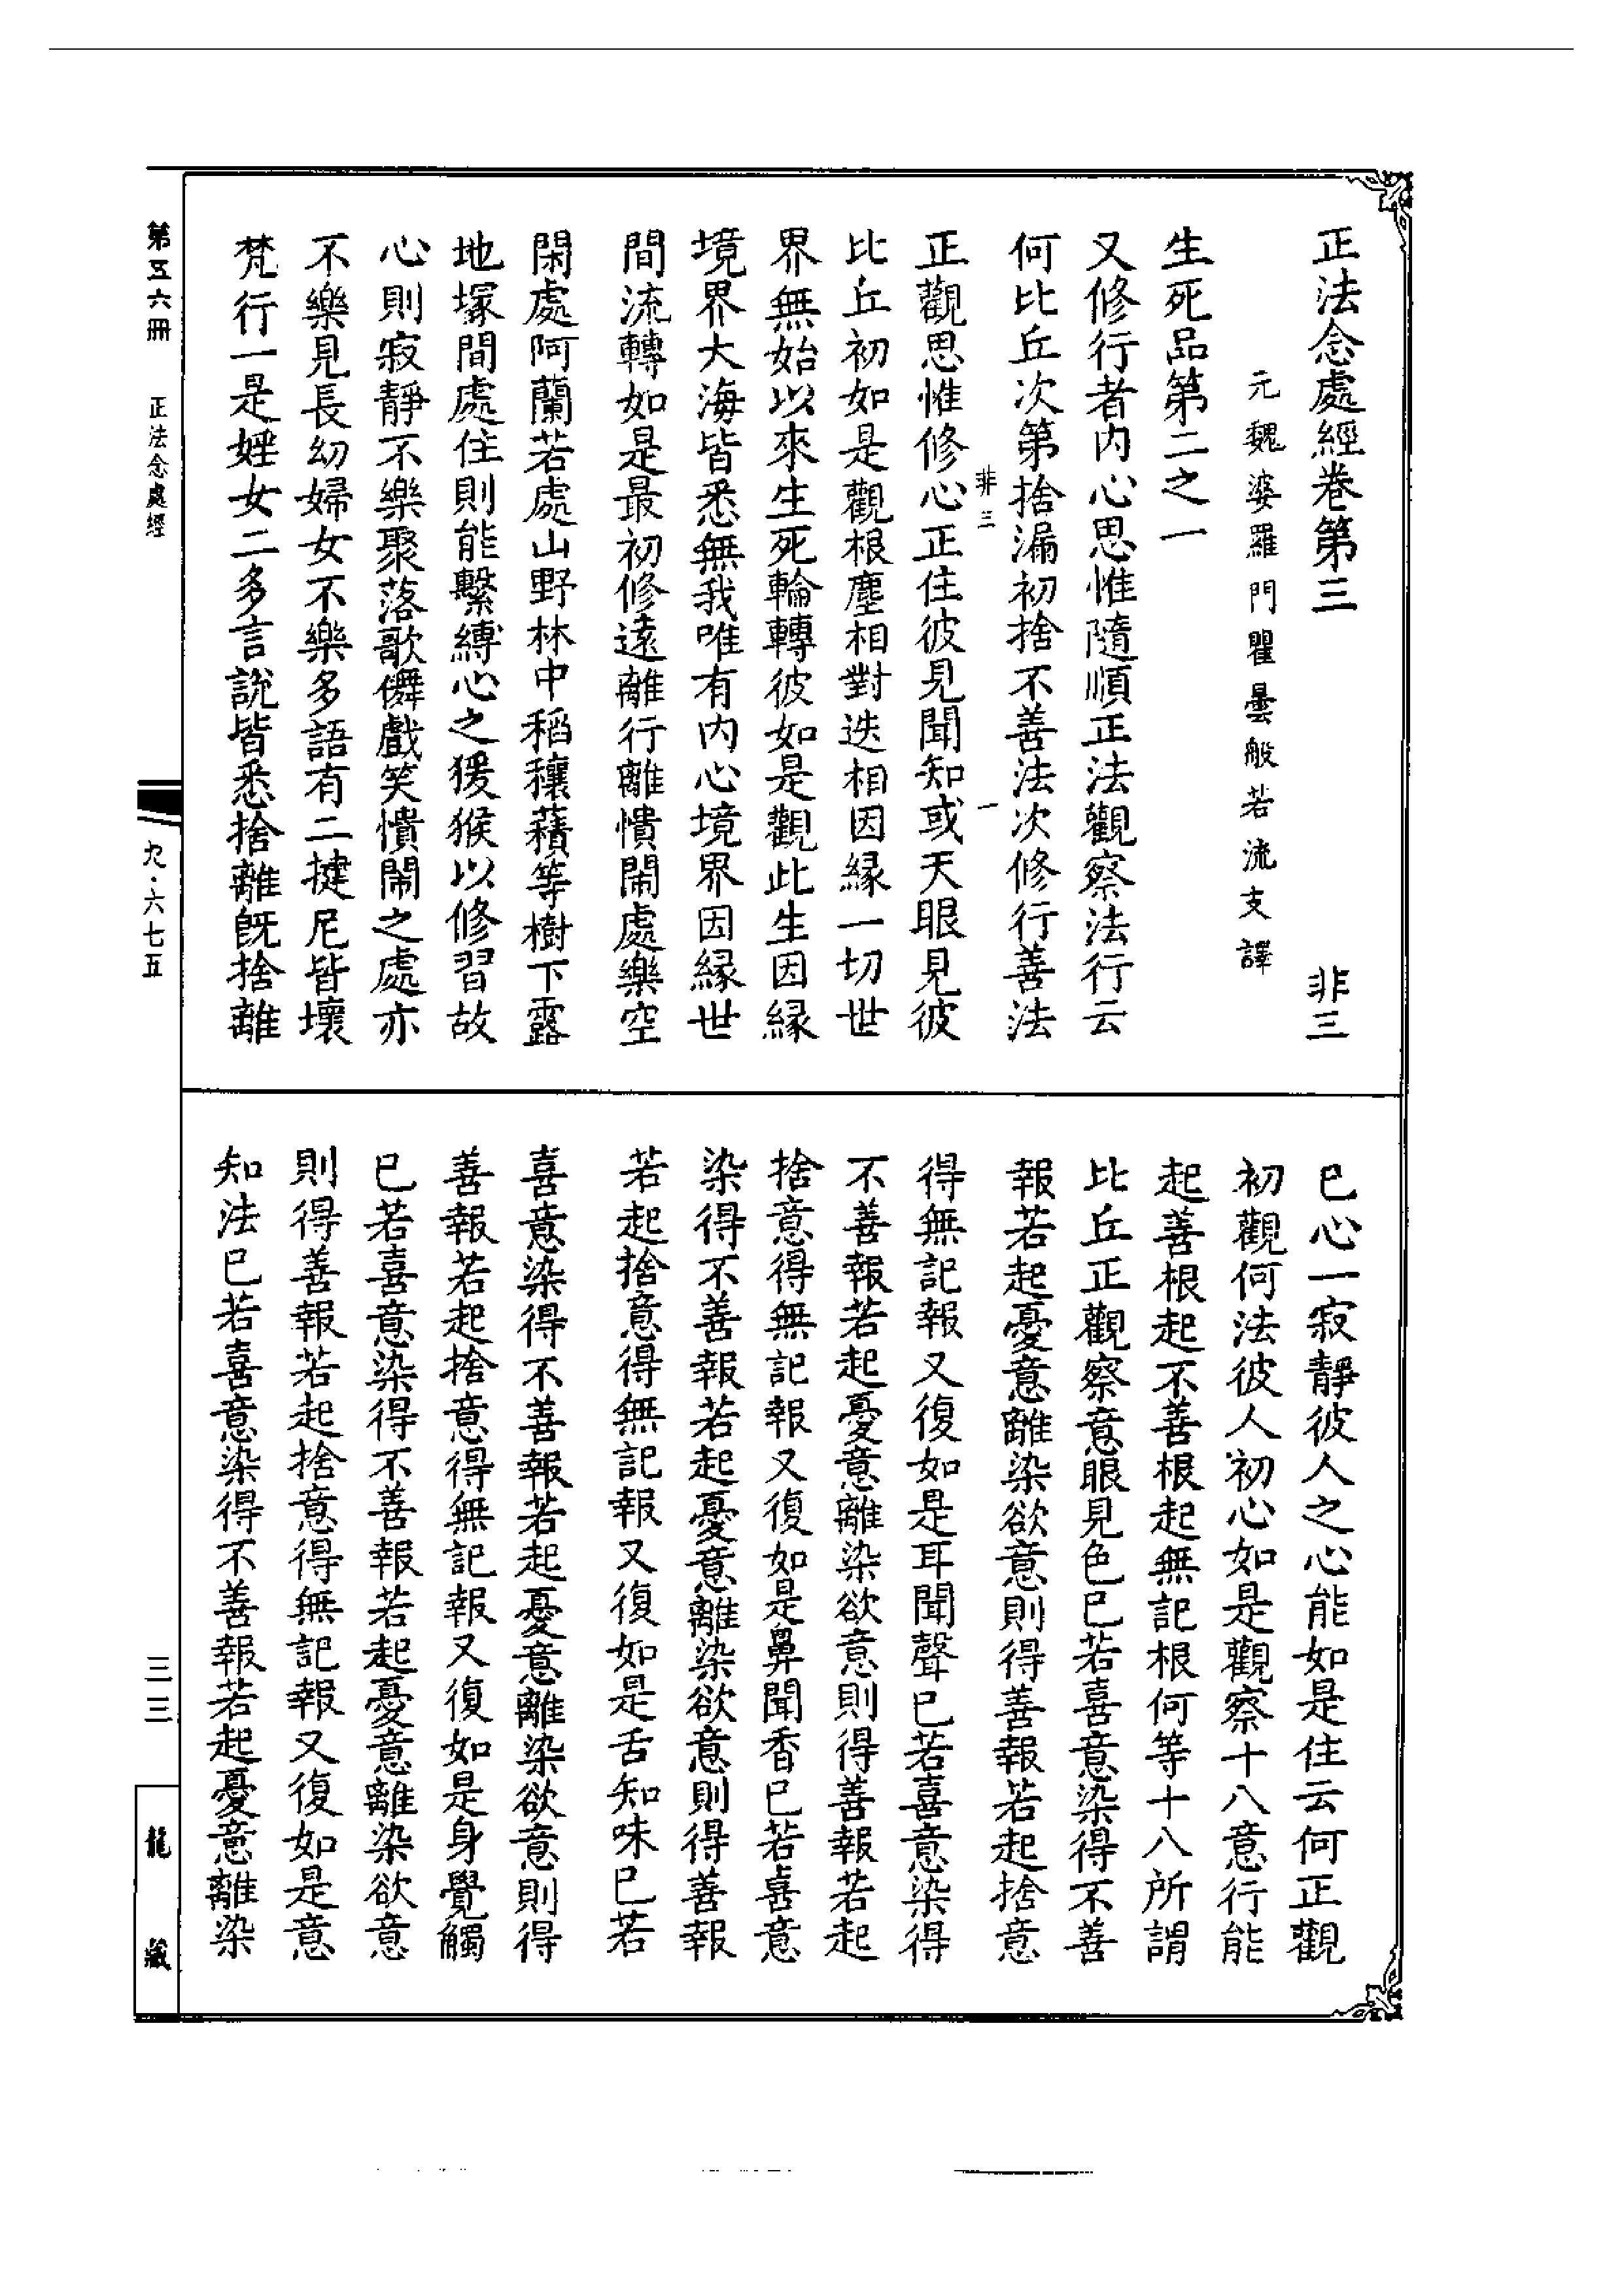 正法念處經卷第三　非三
元魏婆羅門瞿曇般若流支譯
生死品第二之一
又修行者內心思惟隨順正法觀察法行云
何比丘次第捨漏初捨不善法次修行善法
非三　一
正觀思惟修心正住彼見聞知或天眼見彼
比丘初如是觀根塵相對迭相因緣一切世
界無始以來生死輪轉彼如是觀此生因緣
境界大海皆悉無我唯有內心境界因緣世
間流轉如是最初修遠離行離憒閙處樂空
閑處阿蘭若處山野林中稻穰𧂐等樹下露
地塚間處住則能繫縛心之猨猴以修習故
心則寂靜不樂聚落歌儛戲笑憒閙之處亦
不樂見長幼婦女不樂多語有二揵尼皆壞
梵行一是婬女二多言說皆悉捨離旣捨離
已心一寂靜彼人之心能如是住云何正觀
初觀何法彼人初心如是觀察十八意行能
起善根起不善根起無記根何等十八所謂
比丘正觀察意眼見色已若喜意染得不善
報若起憂意離染欲意則得善報若起捨意
得無記報又復如是耳聞聲已若喜意染得
不善報若起憂意離染欲意則得善報若起
捨意得無記報又復如是鼻聞香已若喜意
染得不善報若起憂意離染欲意則得善報
若起捨意得無記報又復如是舌知味已若
喜意染得不善報若起憂意離染欲意則得
善報若起捨意得無記報又復如是身覺觸
已若喜意染得不善報若起憂意離染欲意
則得善報若起捨意得無記報又復如是意
知法已若喜意染得不善報若起憂意離染
第五六冊　正法念處經
九·六七五
三三
龍藏